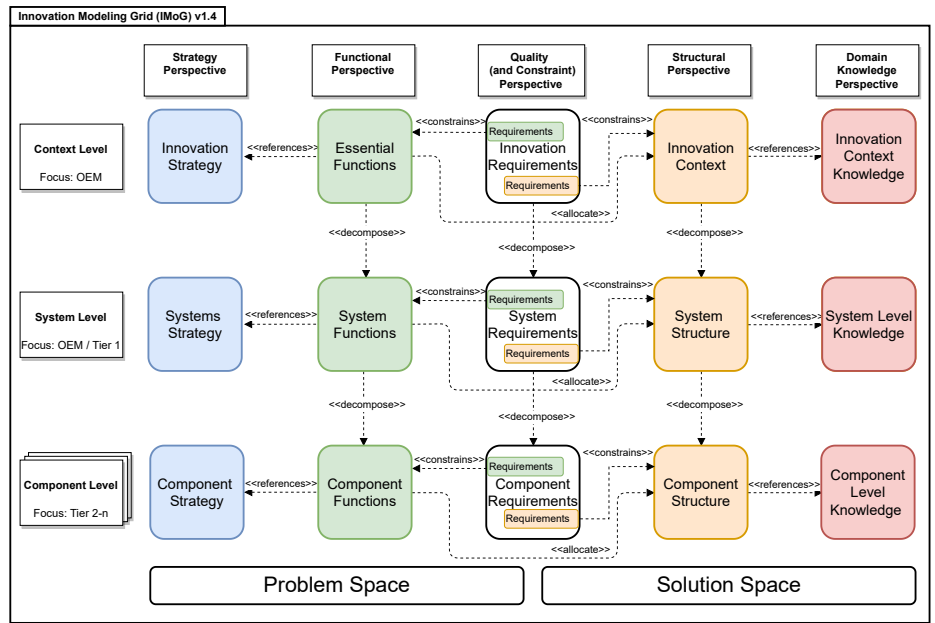 Innovation Modeling Grid (IMoG) v1.4
Strategy
Perspective
Functional
Perspective
Quality
(and Constraint)
Perspective
Structural
Perspective
Domain
Knowledge
Perspective
Context Level
Focus: OEM
Innovation
Strategy
<<references>>
Essential
Functions
<<constrains>>
Requirements
Innovation
Requirements
Requirements
<<constrains>>
<<allocate>>
Innovation
Context
<<references>>
Innovation
Context
Knowledge
<<decompose>>
<<decompose>>
<<decompose>>
System Level
Focus: OEM / Tier 1
Systems
Strategy
<<references>>
System
Functions
<<constrains>>
Requirements
System
Requirements
Requirements
<<constrains>>
<<allocate>>
System
Structure
<<references>>
System Level
Knowledge
<<decompose>>
<<decompose>>
<<decompose>>
Component Level
Focus: Tier 2-n
Component
Strategy
<<references>>
Component
Functions
<<constrains>>
Requirements
Component
Requirements
Requirements
<<constrains>>
<<allocate>>
Component
Structure
<<references>>
Component
Level
Knowledge
Problem Space
Solution Space